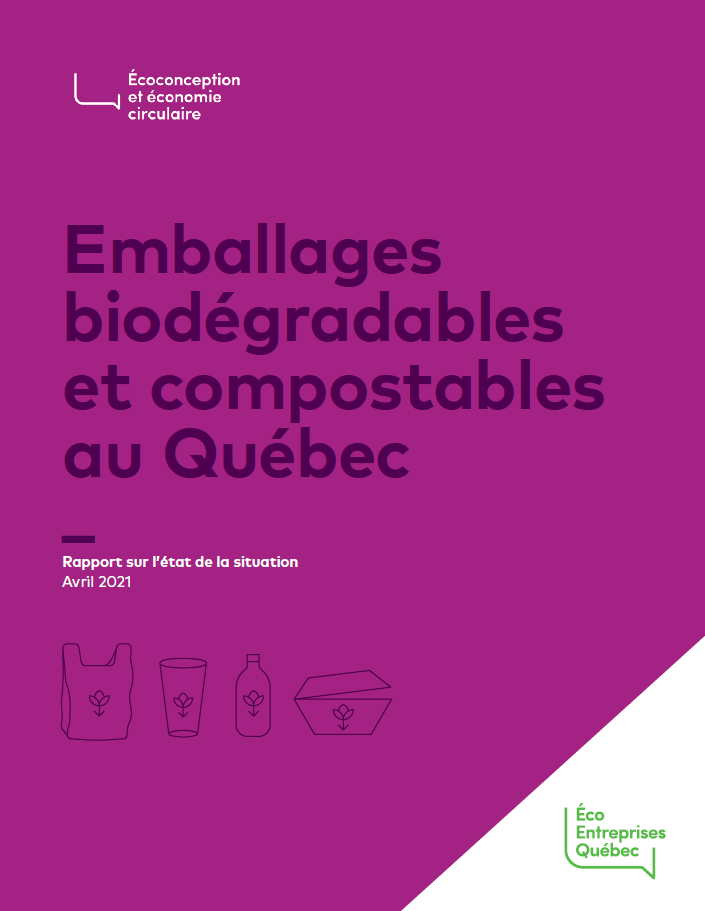 Écoconception
et économie
circulaire
Emballages
biodégradables
et compostables
au Québec
Rapport sur l'état de la situation
Avril 2021
Éco
Entreprises
Québec